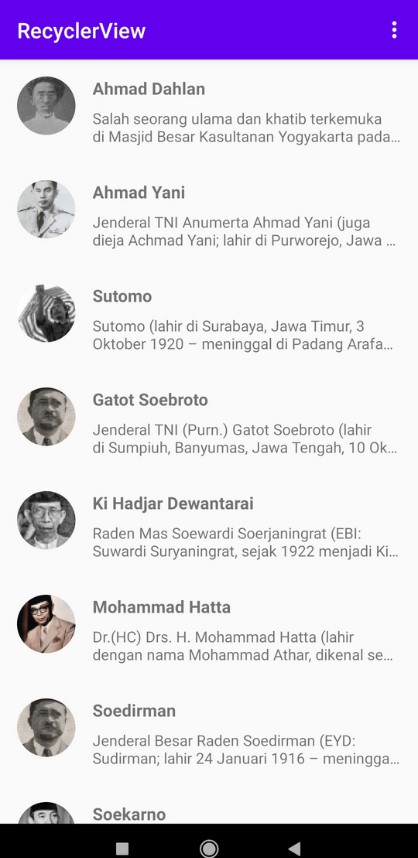 RecyclerView
Ahmad Dahlan
Salah seorang ulama dan khatib terkemuka
di Masjid Besar Kasultanan Yogyakarta pada...
Ahmad Yani
Jenderal TNI Anumerta Ahmad Yani (juga
dieja Achmad Yani; lahir di Purworejo, Jawa ...
Sutomo
Sutomo (lahir di Surabaya, Jawa Timur, 3
Oktober 1920 – meninggal di Padang Arafa...
Gatot Soebroto
Jenderal TNI (Purn.) Gatot Soebroto (lahir
di Sumpiuh, Banyumas, Jawa Tengah, 10 Ok...
Ki Hadjar Dewantarai
Raden Mas Soewardi Soerjaningrat (EBI:
Suwardi Suryaningrat, sejak 1922 menjadi Ki...
Mohammad Hatta
Dr.(HC) Drs. H. Mohammad Hatta (lahir
dengan nama Mohammad Athar, dikenal se...
Soedirman
Jenderal Besar Raden Soedirman (EYD:
Sudirman; lahir 24 Januari 1916 – meningga...
Soekarno